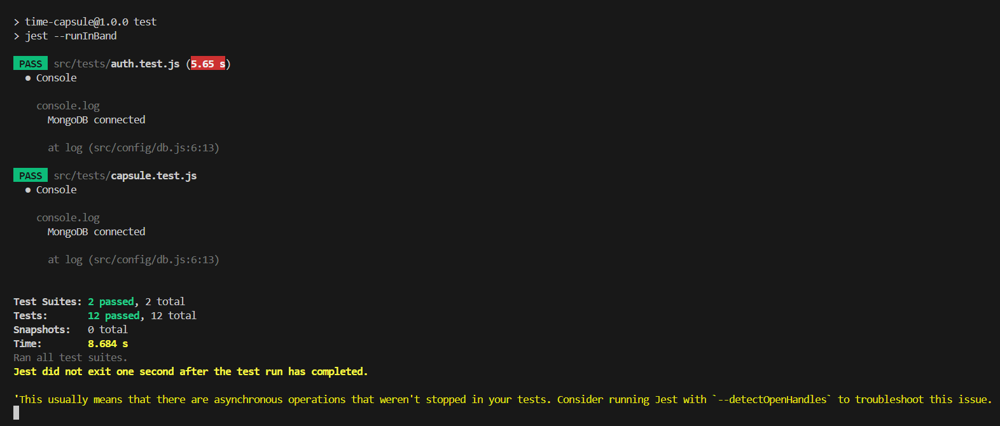 > time-capsule@1.0.0 test
> jest --runInBand
PASS src/tests/auth.test.js (5.65 s)
● Console
console.log
MongoDB connected
at log (src/config/db.js:6:13)
PASS src/tests/capsule.test.js
● Console
console.log
MongoDB connected
at log (src/config/db.js:6:13)
Test Suites: 2 passed, 2 total
Tests: 12 passed, 12 total
Snapshots: 0 total
Time: 8.684 s
Ran all test suites.
Jest did not exit one second after the test run has completed.
'This usually means that there are asynchronous operations that weren't stopped in your tests. Consider running Jest with `--detectOpenHandles` to troubleshoot this issue.